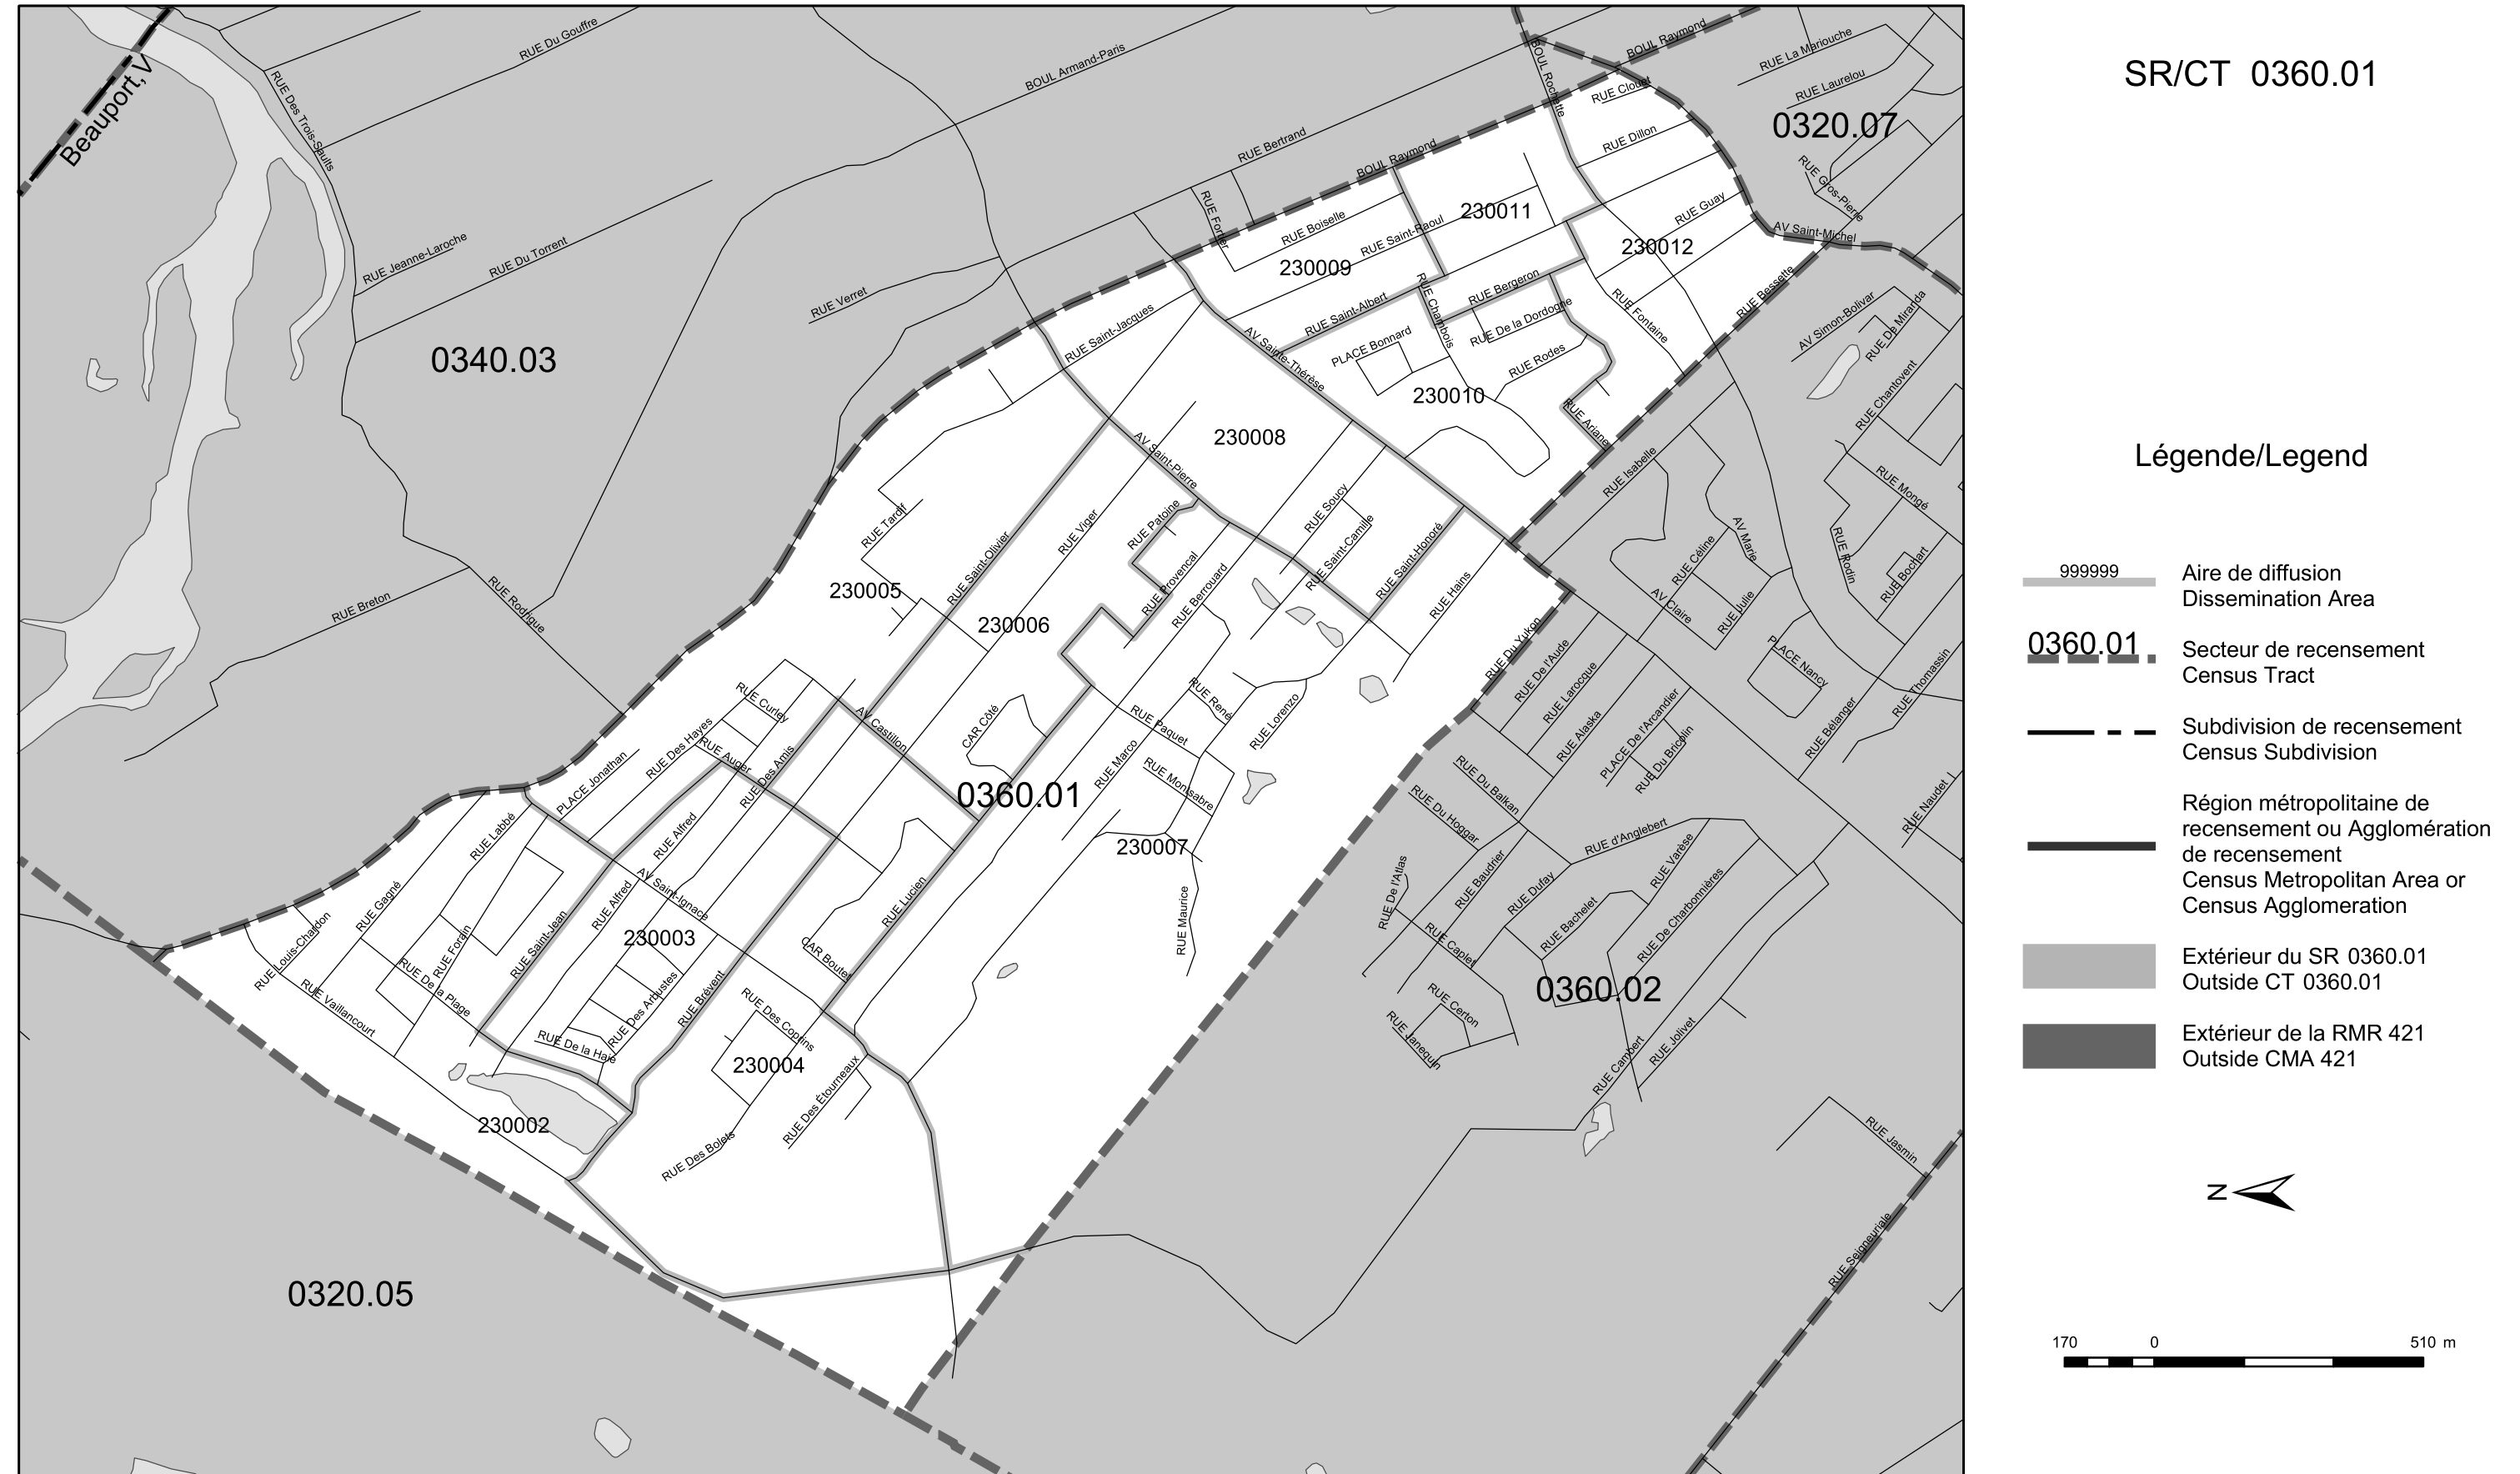 SR/CT 0360.01
Légende/Legend
999999
Aire de diffusion
Dissemination Area
0360.01
Secteur de recensement
Census Tract
Subdivision de recensement
Census Subdivision
Région métropolitaine de
recensement ou Agglomération
de recensement
Census Metropolitan Area or
Census Agglomeration
Extérieur du SR 0360.01
Outside CT 0360.01
Extérieur de la RMR 421
Outside CMA 421
N
170 0 510 m
Beauport, V
RUE Du Gouffre
RUE Des Trois-Saults
BOUL Armand-Paris
RUE Bertrand
BOUL Raymond
BOUL Raymond
BOUL Rochette
RUE Clouet
RUE La Mariouche
RUE Laurelou
0320.07
RUE Gros-Pierre
RUE Dillon
RUE Guay
AV Saint-Michel
RUE Fortier
RUE Boiselle
RUE Saint-Raoul
230011
230012
230009
RUE Jeanne-Laroche
RUE Du Torrent
RUE Verret
0340.03
RUE Saint-Jacques
RUE Saint-Albert
RUE Chambois
RUE Bergeron
RUE De la Dordogne
RUE Fontaine
RUE Bessette
AV Simon-Bolivar
RUE De Miranda
AV Sainte-Thérèse
PLACE Bonnard
RUE Rodes
230010
RUE Ariane
RUE Chantovent
230008
AV Saint-Pierre
RUE Isabelle
RUE Mongé
RUE Tardif
RUE Viger
RUE Patoine
RUE Soucy
RUE Saint-Camille
RUE Saint-Honoré
AV Marie
RUE Rodin
RUE Bochart
RUE Saint-Olivier
RUE Provencal
RUE Berrouard
RUE Hains
RUE Céline
AV Claire
RUE Julie
RUE Breton
RUE Rodrigue
230005
230006
RUE Du Yukon
RUE De l'Aude
RUE Larocque
PLACE Nancy
RUE Thomassin
RUE Curley
RUE René
RUE Lorenzo
RUE Alaska
PLACE De l'Arcandier
RUE Du Bricolin
RUE Bélanger
RUE Des Hayes
RUE Auger
AV Castillon
CAR Côté
RUE Paquet
RUE Marco
RUE Montsabre
RUE Du Balkan
RUE Du Hoggar
PLACE Jonathan
RUE Des Amis
0360.01
RUE Naudet
RUE Labbé
RUE Alfred
230007
RUE d'Anglebert
RUE Varèse
RUE De l'Atlas
RUE Baudrier
RUE Dufay
RUE De Charbonnières
RUE Gagné
AV Saint-Ignace
RUE Alfred
RUE Lucien
RUE Maurice
RUE Bachelet
RUE Louis-Chardon
RUE Forain
RUE Saint-Jean
230003
CAR Boutet
RUE Caplet
0360.02
RUE De la Plage
RUE Vaillancourt
RUE Des Arbustes
RUE Brévent
RUE Des Coprins
RUE Certon
RUE Janequin
RUE De la Haie
230004
RUE Des Étourneaux
RUE Cambert
RUE Jolivet
230002
RUE Des Bolets
RUE Jasmin
RUE Seigneuriale
0320.05